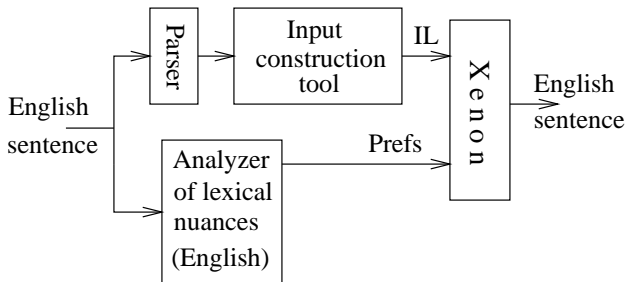 English
sentence
Parser
Input
construction
tool
IL
Analyzer
of lexical
nuances
(English)
Prefs
Xenon
English
sentence